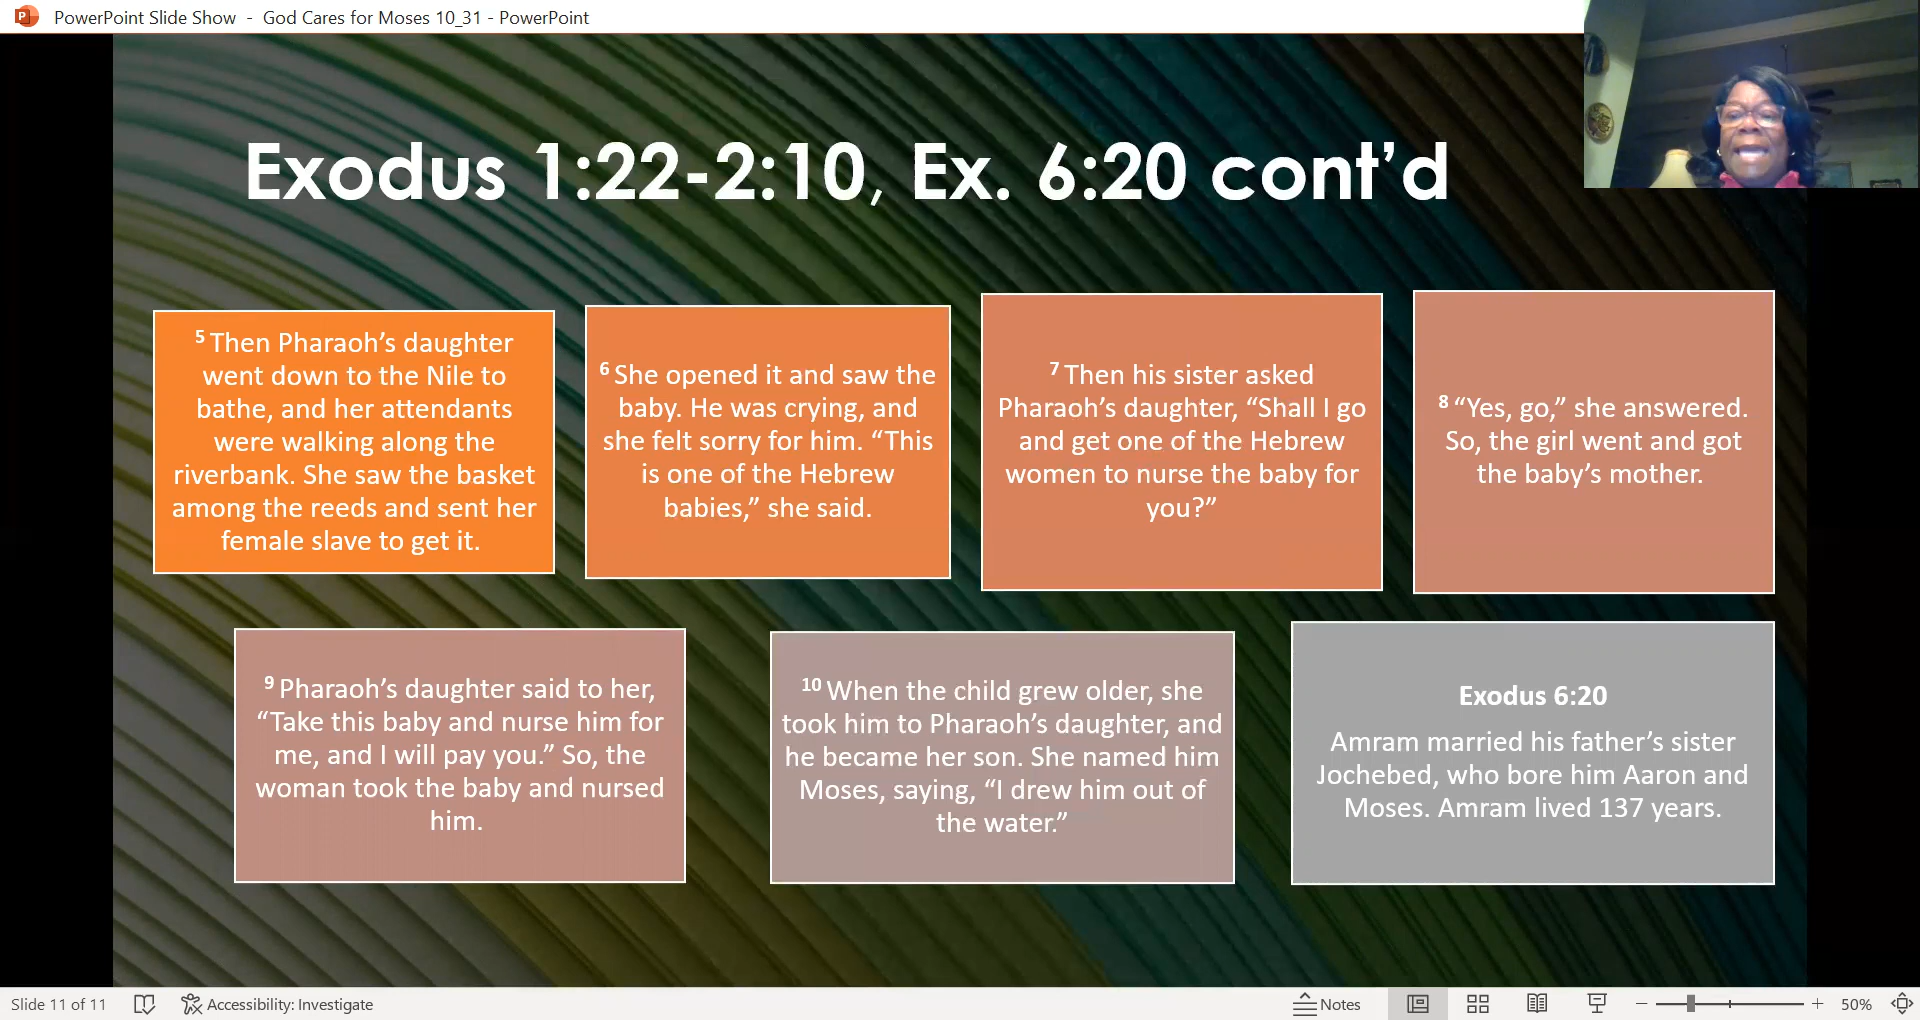 PowerPoint Slide Show - God Cares for Moses 10_31 - PowerPoint
Exodus 1:22-2:10, Ex. 6:20 cont’d
5 Then Pharaoh’s daughter
went down to the Nile to
bathe, and her attendants
were walking along the
riverbank. She saw the basket
among the reeds and sent her
female slave to get it.
6 She opened it and saw the
baby. He was crying, and
she felt sorry for him. “This
is one of the Hebrew
babies,” she said.
7 Then his sister asked
Pharaoh’s daughter, “Shall I go
and get one of the Hebrew
women to nurse the baby for
you?”
8 “Yes, go,” she answered.
So, the girl went and got
the baby’s mother.
9 Pharaoh’s daughter said to her,
“Take this baby and nurse him for
me, and I will pay you.” So, the
woman took the baby and nursed
him.
10 When the child grew older, she
took him to Pharaoh’s daughter, and
he became her son. She named him
Moses, saying, “I drew him out of
the water.”
Exodus 6:20
Amram married his father’s sister
Jochebed, who bore him Aaron and
Moses. Amram lived 137 years.
Slide 11 of 11
Accessibility: Investigate
Notes
50%